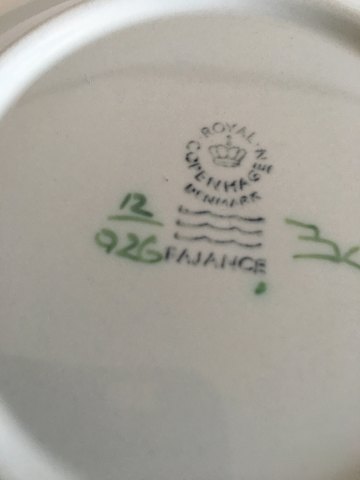 ROYAL
COPENHAGEN
DENMARK
12
926
FAJANCE